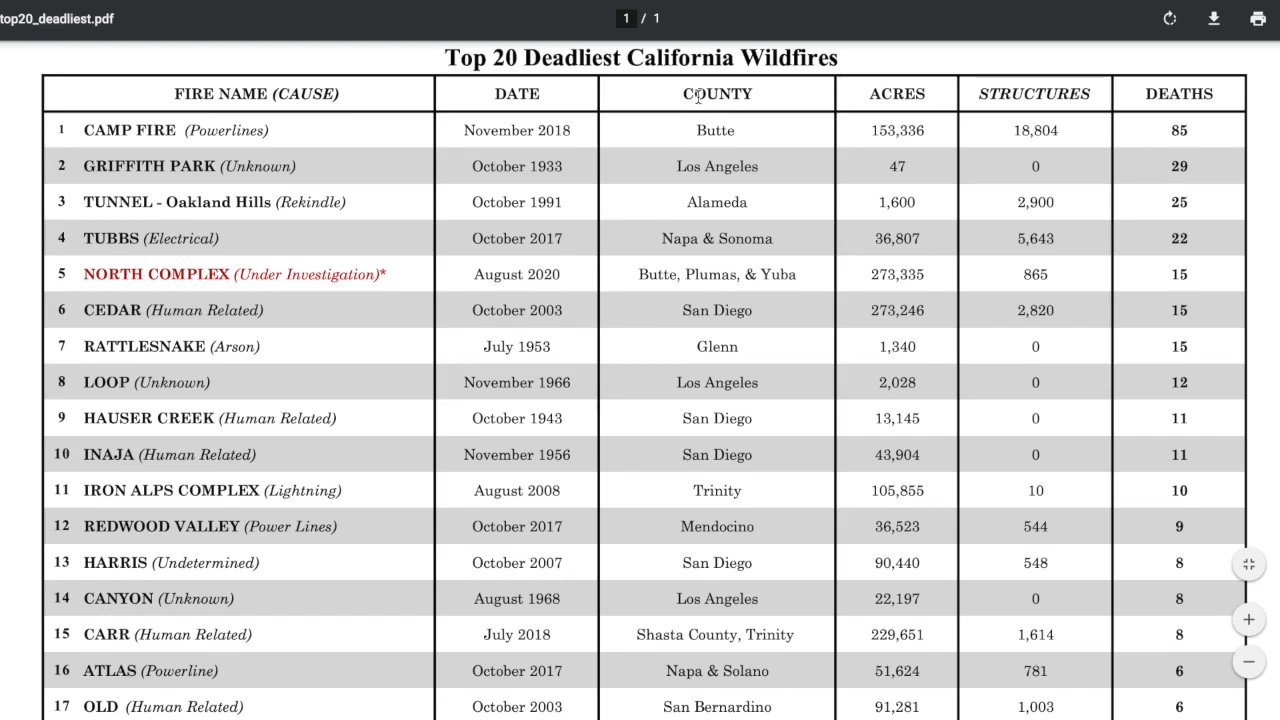 top20_deadliest.pdf
1 / 1
Top 20 Deadliest California Wildfires
FIRE NAME (CAUSE) DATE COUNTY ACRES STRUCTURES DEATHS
1 CAMP FIRE (Powerlines) November 2018 Butte 153,336 18,804 85
2 GRIFFITH PARK (Unknown) October 1933 Los Angeles 47 0 29
3 TUNNEL - Oakland Hills (Rekindle) October 1991 Alameda 1,600 2,900 25
4 TUBBS (Electrical) October 2017 Napa & Sonoma 36,807 5,643 22
5 NORTH COMPLEX (Under Investigation)* August 2020 Butte, Plumas, & Yuba 273,335 865 15
6 CEDAR (Human Related) October 2003 San Diego 273,246 2,820 15
7 RATTLESNAKE (Arson) July 1953 Glenn 1,340 0 15
8 LOOP (Unknown) November 1966 Los Angeles 2,028 0 12
9 HAUSER CREEK (Human Related) October 1943 San Diego 13,145 0 11
10 INAJA (Human Related) November 1956 San Diego 43,904 0 11
11 IRON ALPS COMPLEX (Lightning) August 2008 Trinity 105,855 10 10
12 REDWOOD VALLEY (Power Lines) October 2017 Mendocino 36,523 544 9
13 HARRIS (Undetermined) October 2007 San Diego 90,440 548 8
14 CANYON (Unknown) August 1968 Los Angeles 22,197 0 8
15 CARR (Human Related) July 2018 Shasta County, Trinity 229,651 1,614 8
16 ATLAS (Powerline) October 2017 Napa & Solano 51,624 781 6
17 OLD (Human Related) October 2003 San Bernardino 91,281 1,003 6